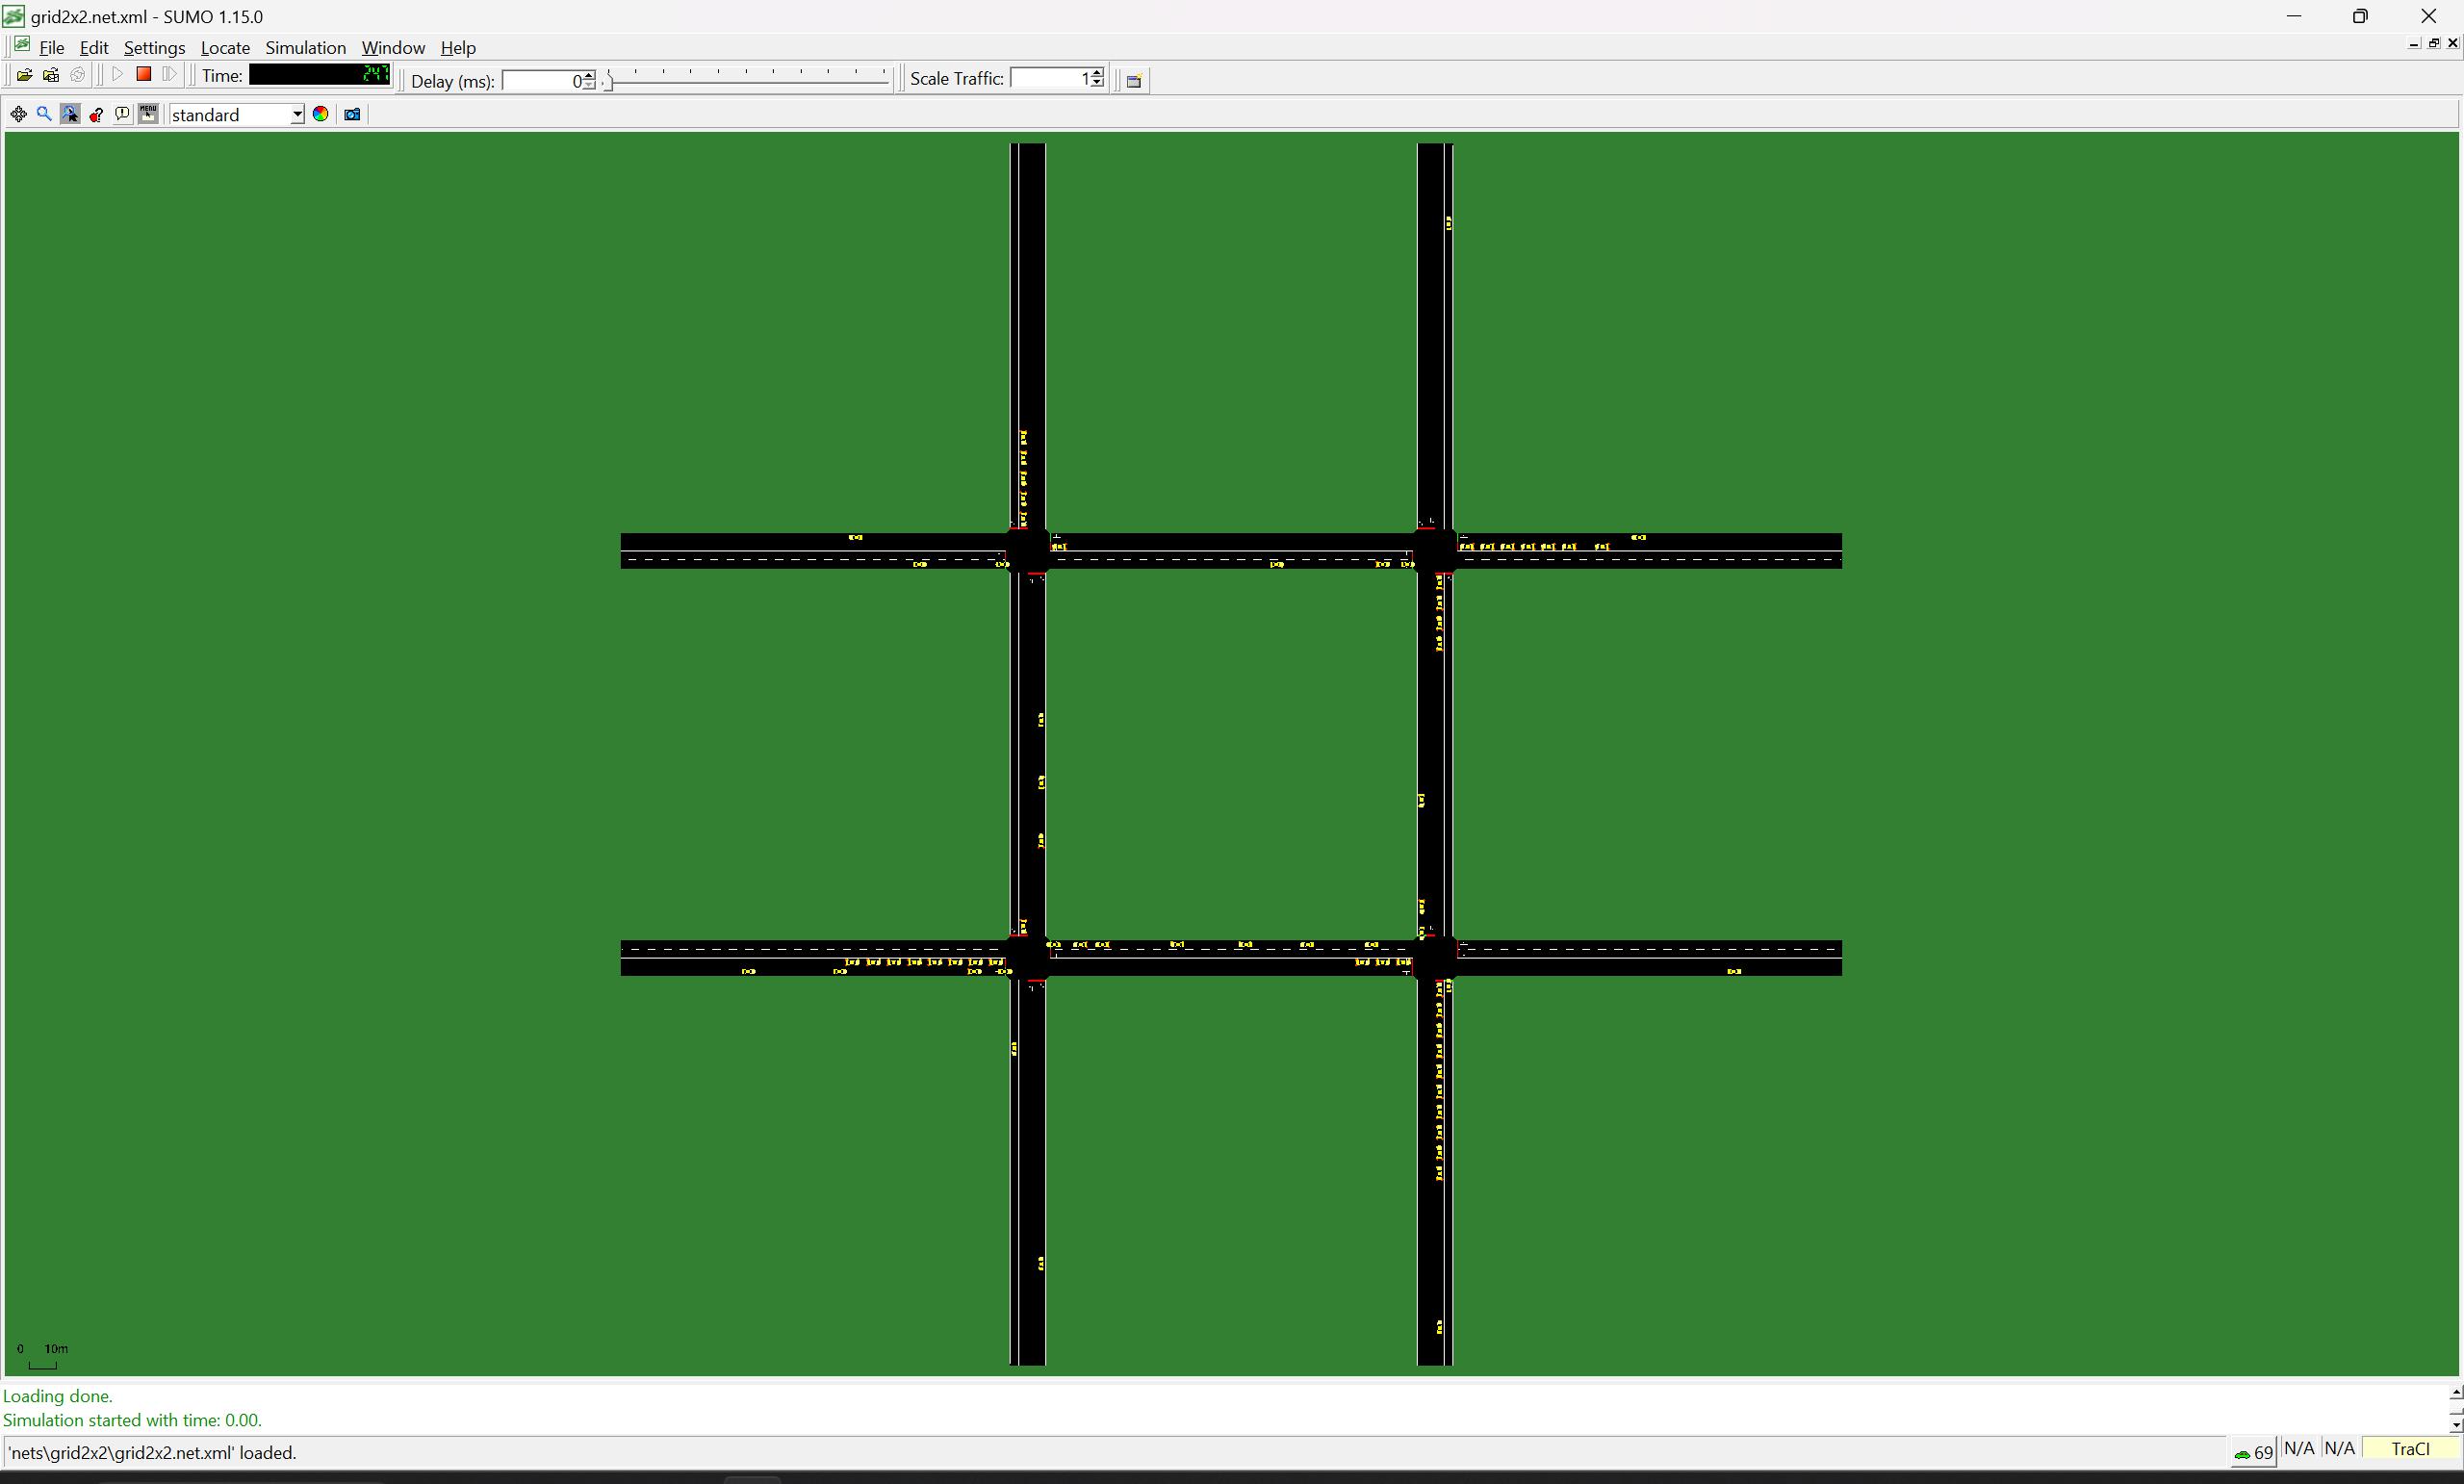 grid2x2.net.xml - SUMO 1.15.0
File Edit Settings Locate Simulation Window Help
Time: 247 Delay (ms): 0 Scale Traffic: 1
MENU standard
0 10m
Loading done.
Simulation started with time: 0.00.
'nets\grid2x2\grid2x2.net.xml' loaded.
69 N/A N/A TraCI